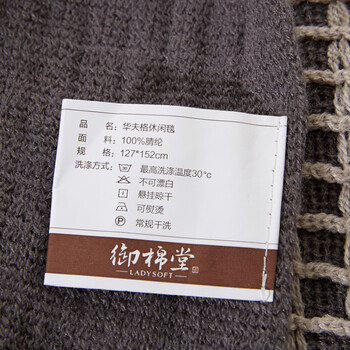 品　名：华夫格休闲毯
面　料：100%腈纶
规　格：127*152cm
洗涤方式：最高洗涤温度30°c
不可漂白
悬挂晾干
可熨烫
P 常规干洗
御棉堂
LADYSOFT